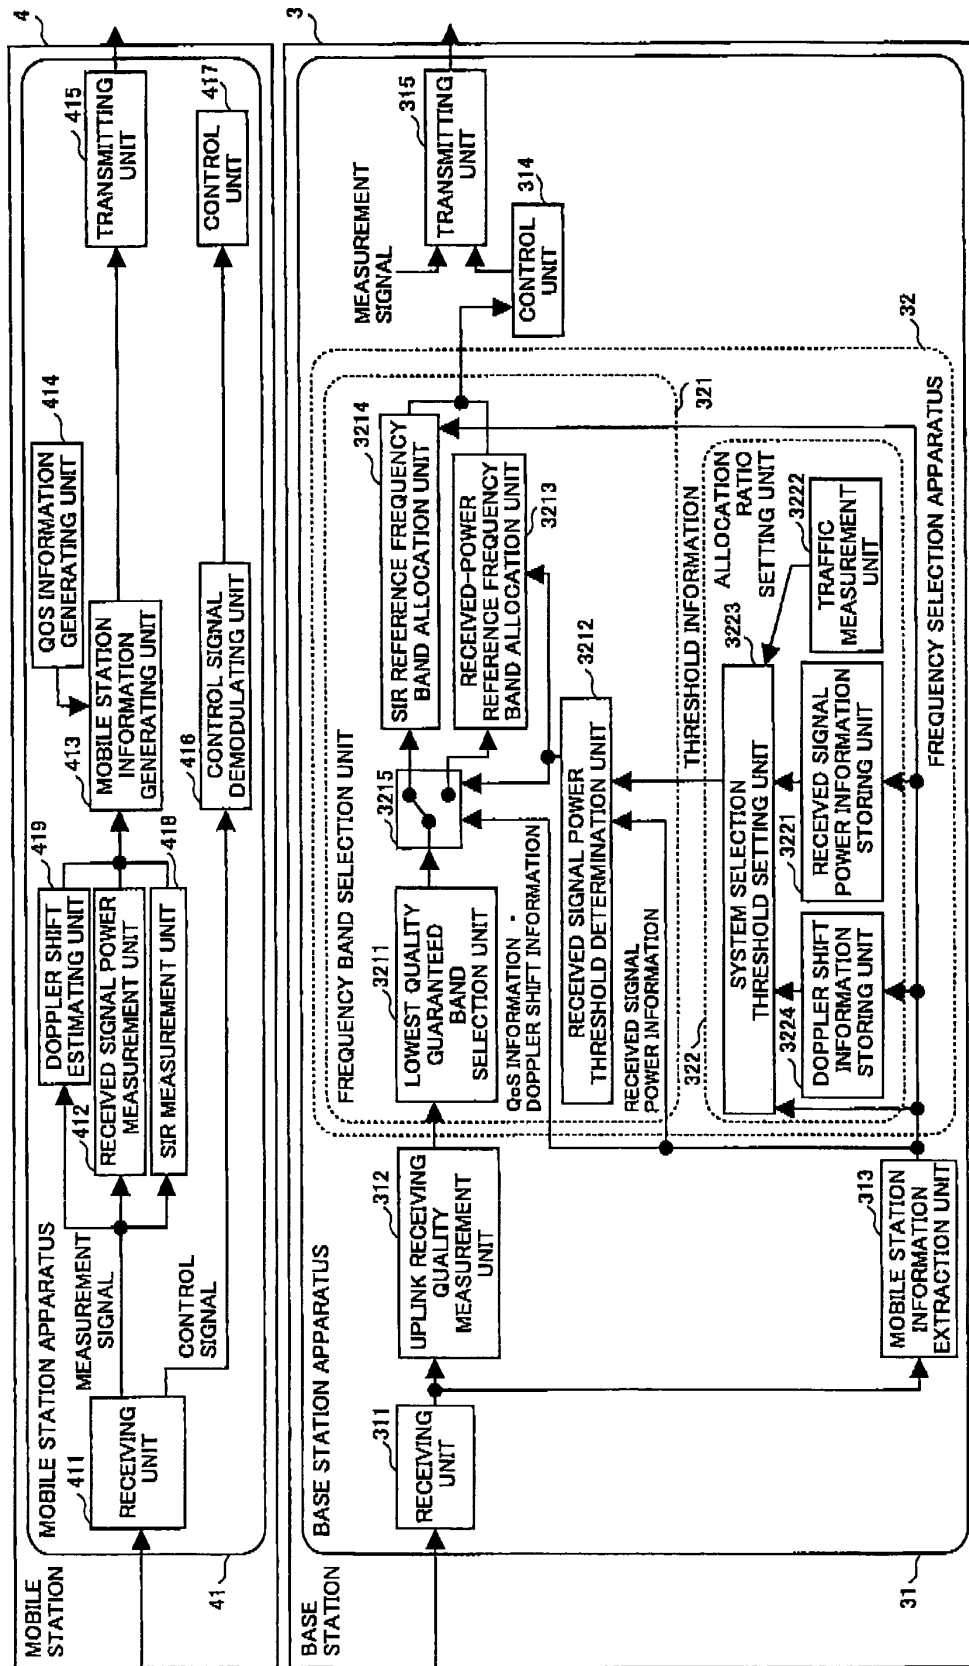 MOBILE
STATION
4
MOBILE STATION APPARATUS
41
411
RECEIVING
UNIT
MEASUREMENT
SIGNAL
CONTROL
SIGNAL
419
DOPPLER SHIFT
ESTIMATING UNIT
412
RECEIVED SIGNAL POWER
MEASUREMENT UNIT
SIR MEASUREMENT UNIT
418
413
MOBILE STATION
INFORMATION
GENERATING UNIT
QOS INFORMATION
GENERATING UNIT
414
416
CONTROL SIGNAL
DEMODULATING UNIT
415
TRANSMITTING
UNIT
417
CONTROL
UNIT
BASE
STATION
3
BASE STATION APPARATUS
31
311
RECEIVING
UNIT
312
UPLINK RECEIVING
QUALITY
MEASUREMENT
UNIT
313
MOBILE STATION
INFORMATION
EXTRACTION UNIT
FREQUENCY BAND SELECTION UNIT
3211
LOWEST QUALITY
GUARANTEED
BAND
SELECTION UNIT
3215
3214
SIR REFERENCE FREQUENCY
BAND ALLOCATION UNIT
RECEIVED-POWER
REFERENCE FREQUENCY
BAND ALLOCATION UNIT
3213
QoS INFORMATION ·
DOPPLER SHIFT INFORMATION
RECEIVED SIGNAL POWER
THRESHOLD DETERMINATION UNIT
3212
RECEIVED SIGNAL
POWER INFORMATION
THRESHOLD INFORMATION
321
322
SYSTEM SELECTION
THRESHOLD SETTING UNIT
3223
ALLOCATION
RATIO
SETTING UNIT
3224
DOPPLER SHIFT
INFORMATION
STORING UNIT
3221
RECEIVED SIGNAL
POWER INFORMATION
STORING UNIT
3222
TRAFFIC
MEASUREMENT
UNIT
FREQUENCY SELECTION APPARATUS
32
MEASUREMENT
SIGNAL
315
TRANSMITTING
UNIT
314
CONTROL
UNIT